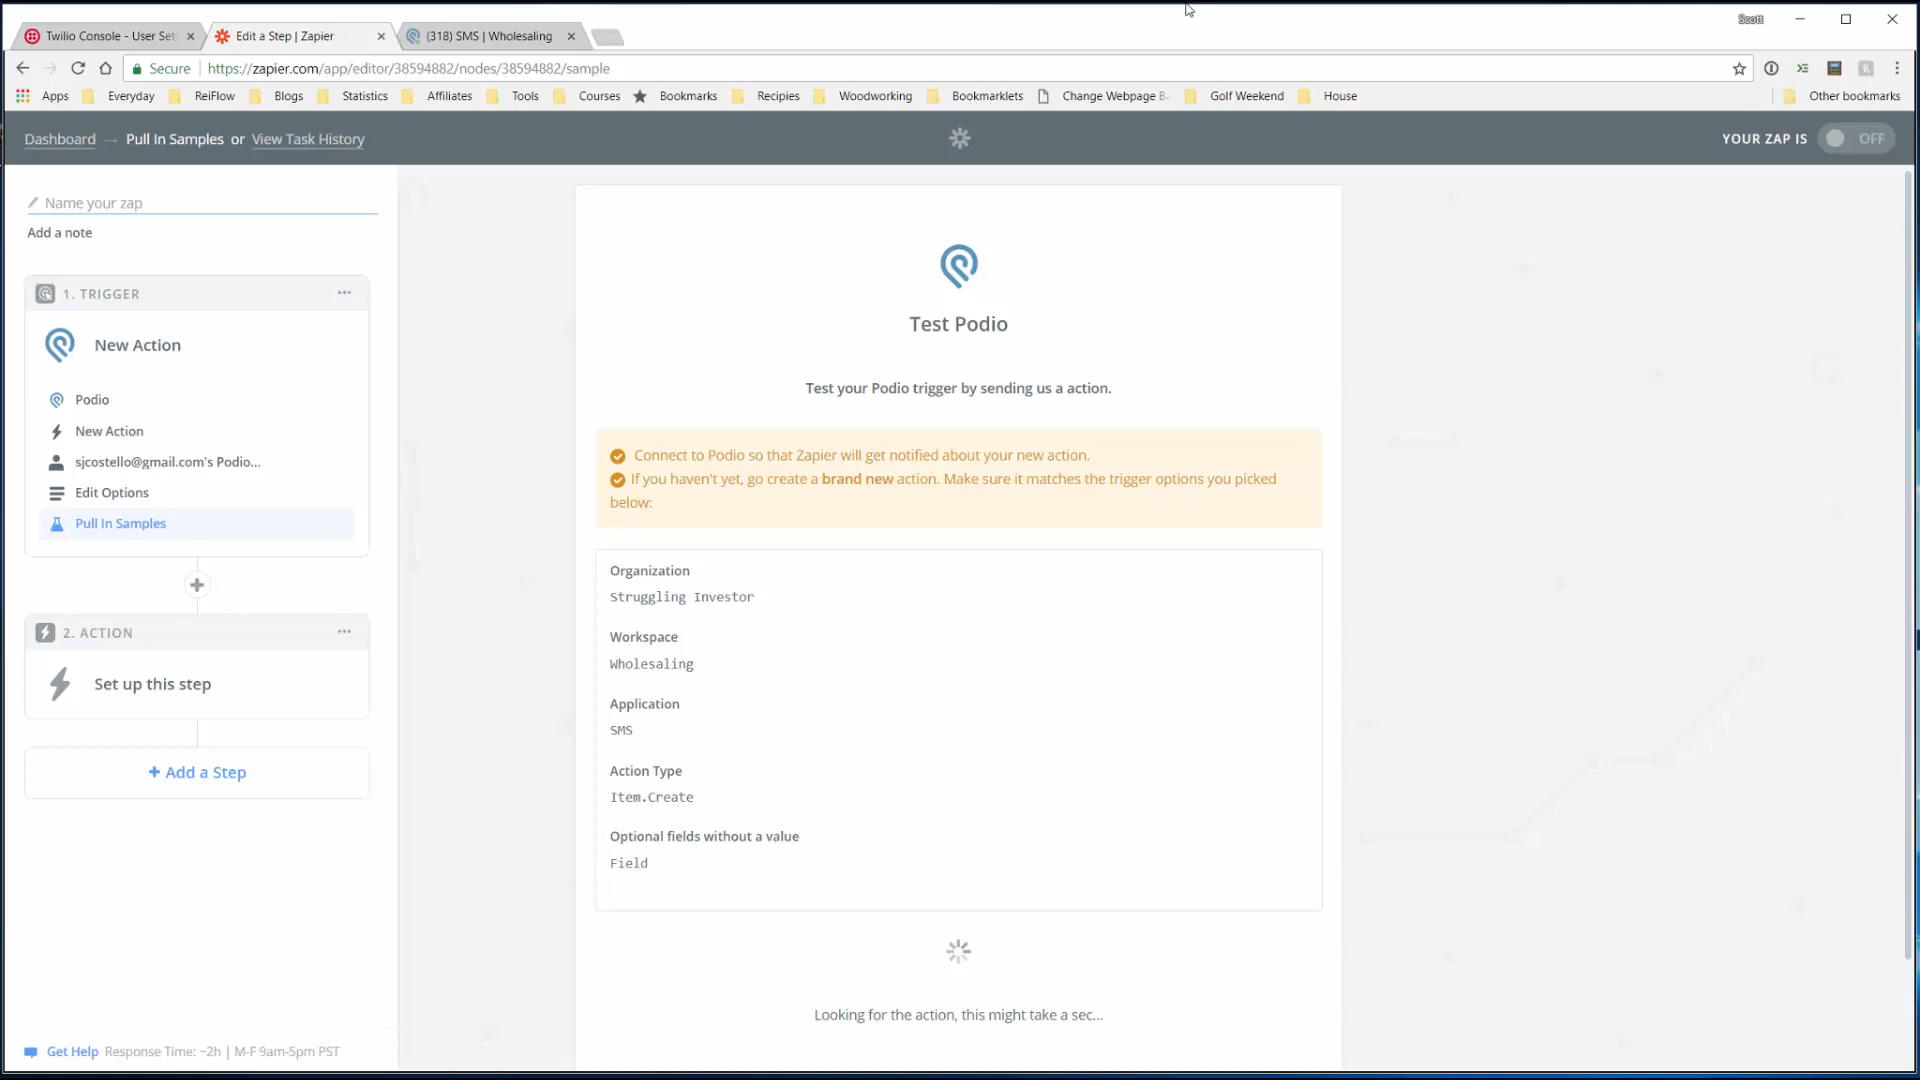 Scott
Twilio Console - User Set
Edit a Step | Zapier
(318) SMS | Wholesaling
Secure
https://zapier.com/app/editor/38594882/nodes/38594882/sample
Apps
Everyday
ReiFlow
Blogs
Statistics
Affiliates
Tools
Courses
Bookmarks
Recipies
Woodworking
Bookmarklets
Change Webpage Ba
Golf Weekend
House
Other bookmarks
Dashboard → Pull In Samples or View Task History
YOUR ZAP IS OFF
Name your zap
Add a note
1. TRIGGER
New Action
Podio
New Action
sjcostello@gmail.com's Podio...
Edit Options
Pull In Samples
2. ACTION
Set up this step
+ Add a Step
Get Help Response Time: ~2h | M-F 9am-5pm PST
Test Podio
Test your Podio trigger by sending us a action.
Connect to Podio so that Zapier will get notified about your new action.
If you haven't yet, go create a brand new action. Make sure it matches the trigger options you picked
below:
Organization
Struggling Investor
Workspace
Wholesaling
Application
SMS
Action Type
Item.Create
Optional fields without a value
Field
Looking for the action, this might take a sec...